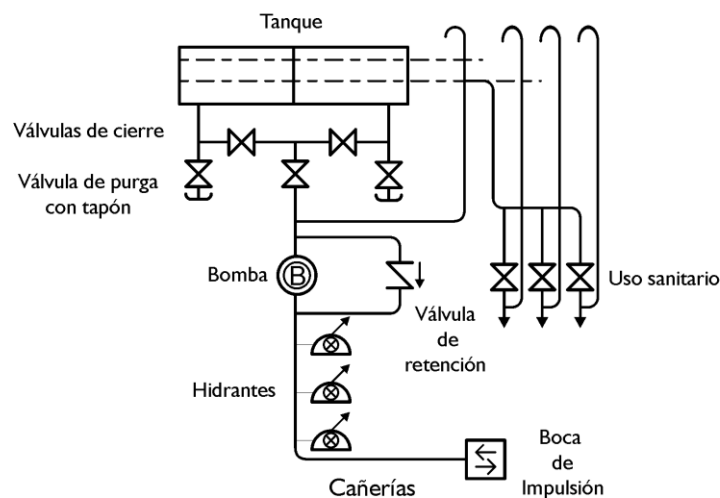 Tanque
Válvulas de cierre
Válvula de purga
con tapón
Bomba
B
Uso sanitario
Válvula
de
retención
Hidrantes
Boca
de
Impulsión
Cañerías